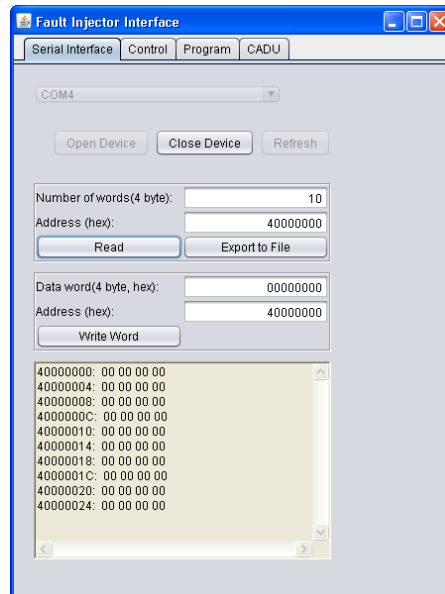 Fault Injector Interface
Serial Interface Control Program CADU
COM4
Open Device Close Device Refresh
Number of words(4 byte): 10
Address (hex): 40000000
Read Export to File
Data word(4 byte, hex): 00000000
Address (hex): 40000000
Write Word
40000000: 00 00 00 00
40000004: 00 00 00 00
40000008: 00 00 00 00
4000000C: 00 00 00 00
40000010: 00 00 00 00
40000014: 00 00 00 00
40000018: 00 00 00 00
4000001C: 00 00 00 00
40000020: 00 00 00 00
40000024: 00 00 00 00